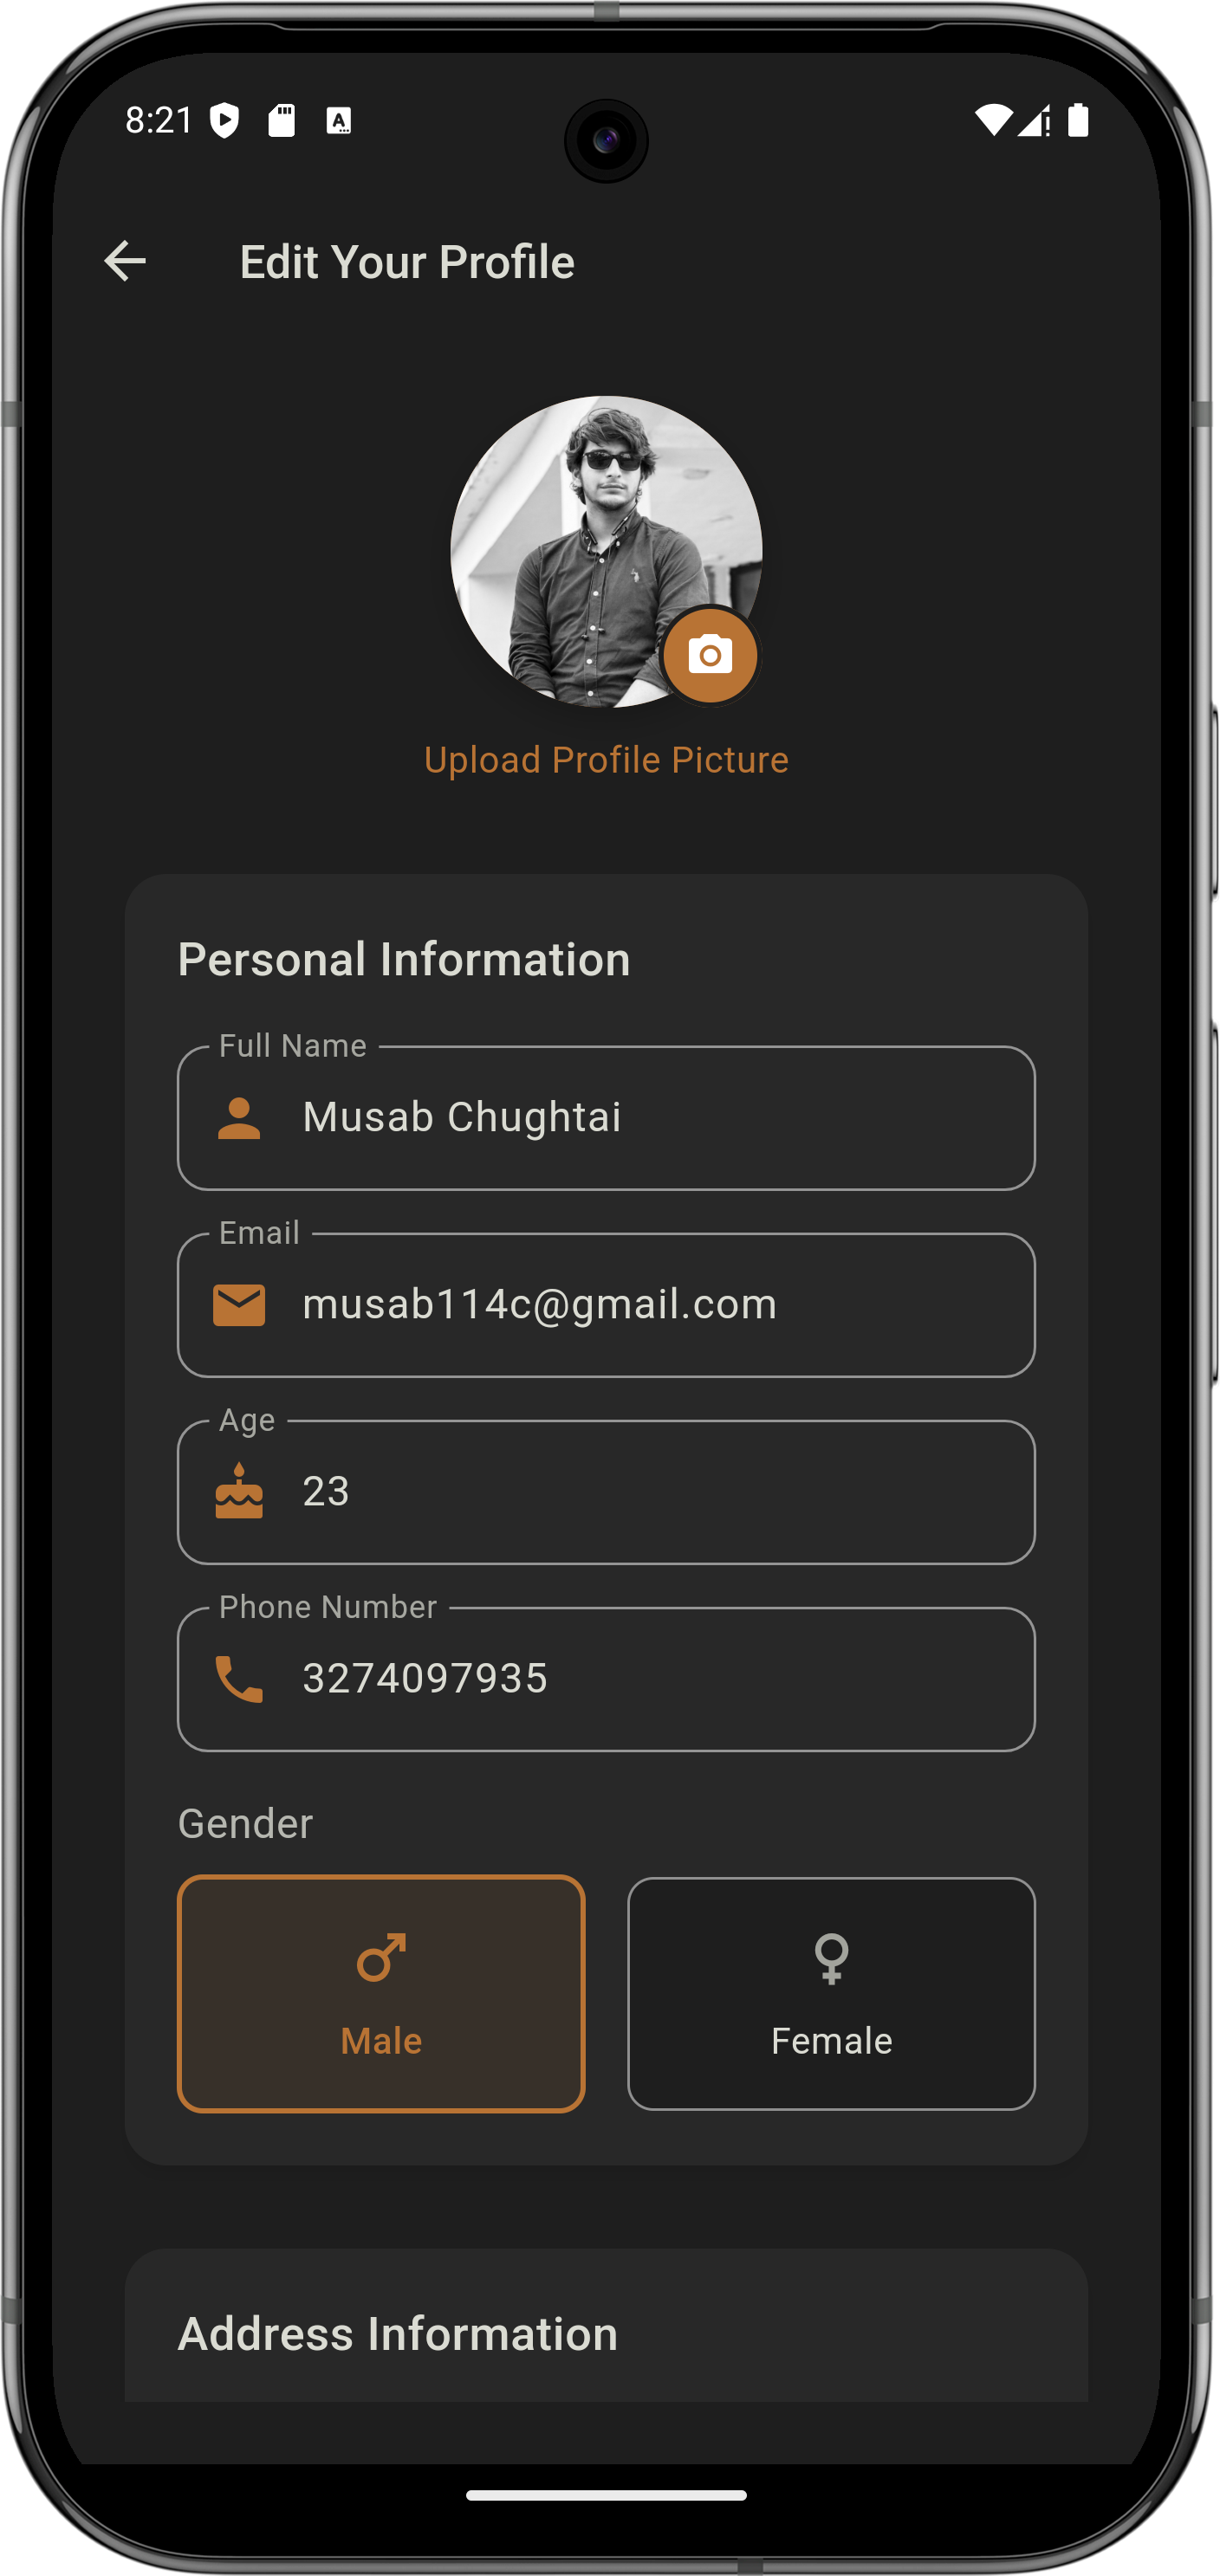 8:21
Edit Your Profile
Upload Profile Picture
Personal Information
Full Name
Musab Chughtai
Email
musab114c@gmail.com
Age
23
Phone Number
3274097935
Gender
Male
Female
Address Information